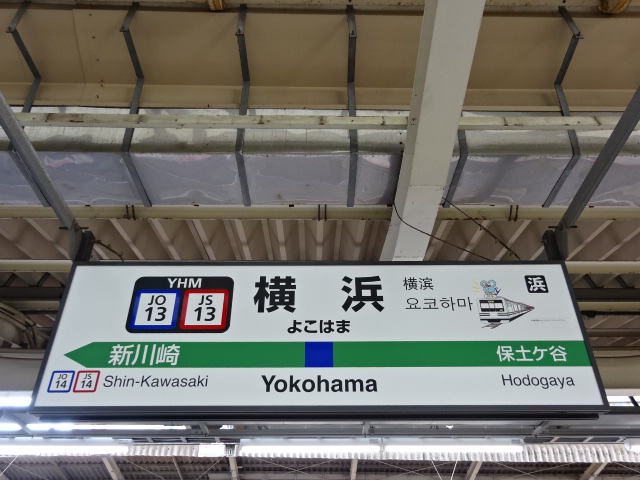 YHM
JO
13
JS
13
横浜
よこはま
横滨
요코하마
浜
新川崎
保土ケ谷
JO
14
JS
14
Shin-Kawasaki
Yokohama
Hodogaya